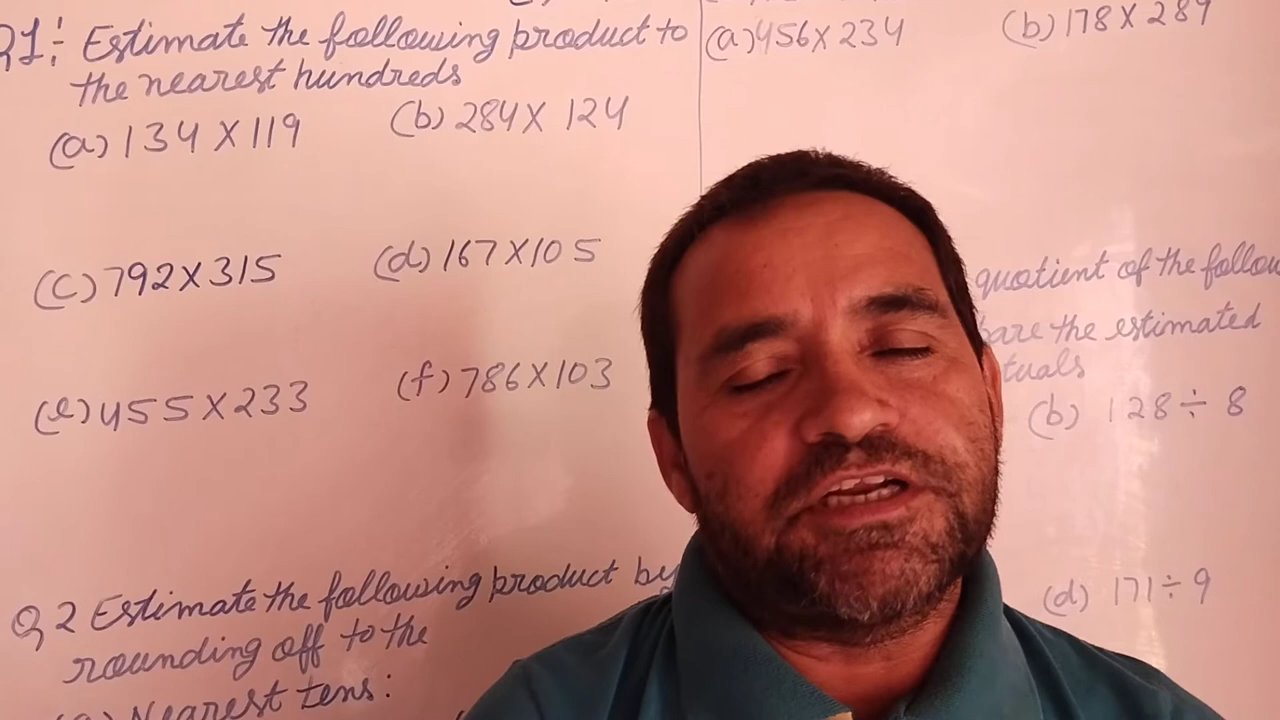 Q1:- Estimate the following product to
the nearest hundreds
(a) 134 X 119 (b) 284 X 124
(c) 792 X 315 (d) 167 X 105
(e) 455 X 233 (f) 786 X 103
Q 2 Estimate the following product by
rounding off to the
(a) Nearest tens:
(a) 456 X 234 (b) 178 X 289
quotient of the follow
pare the estimated
tuals
(b) 128 ÷ 8
(d) 171 ÷ 9